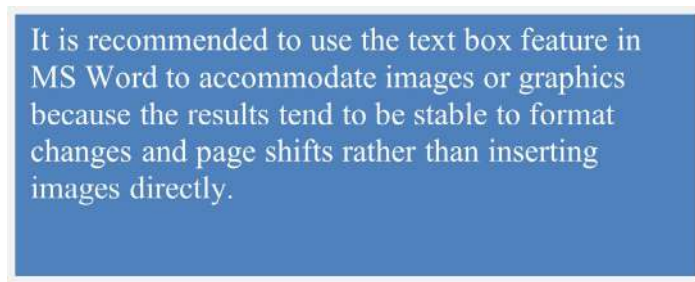 It is recommended to use the text box feature in
MS Word to accommodate images or graphics
because the results tend to be stable to format
changes and page shifts rather than inserting
images directly.